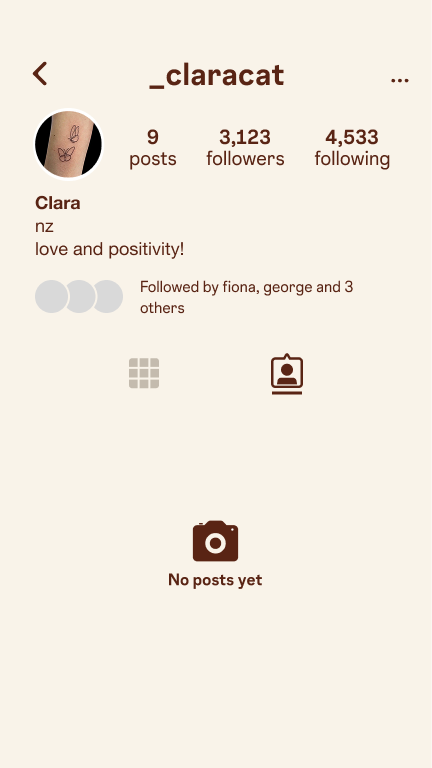 _claracat
...
9 3,123 4,533
posts followers following
Clara
nz
love and positivity!
Followed by fiona, george and 3
others
No posts yet